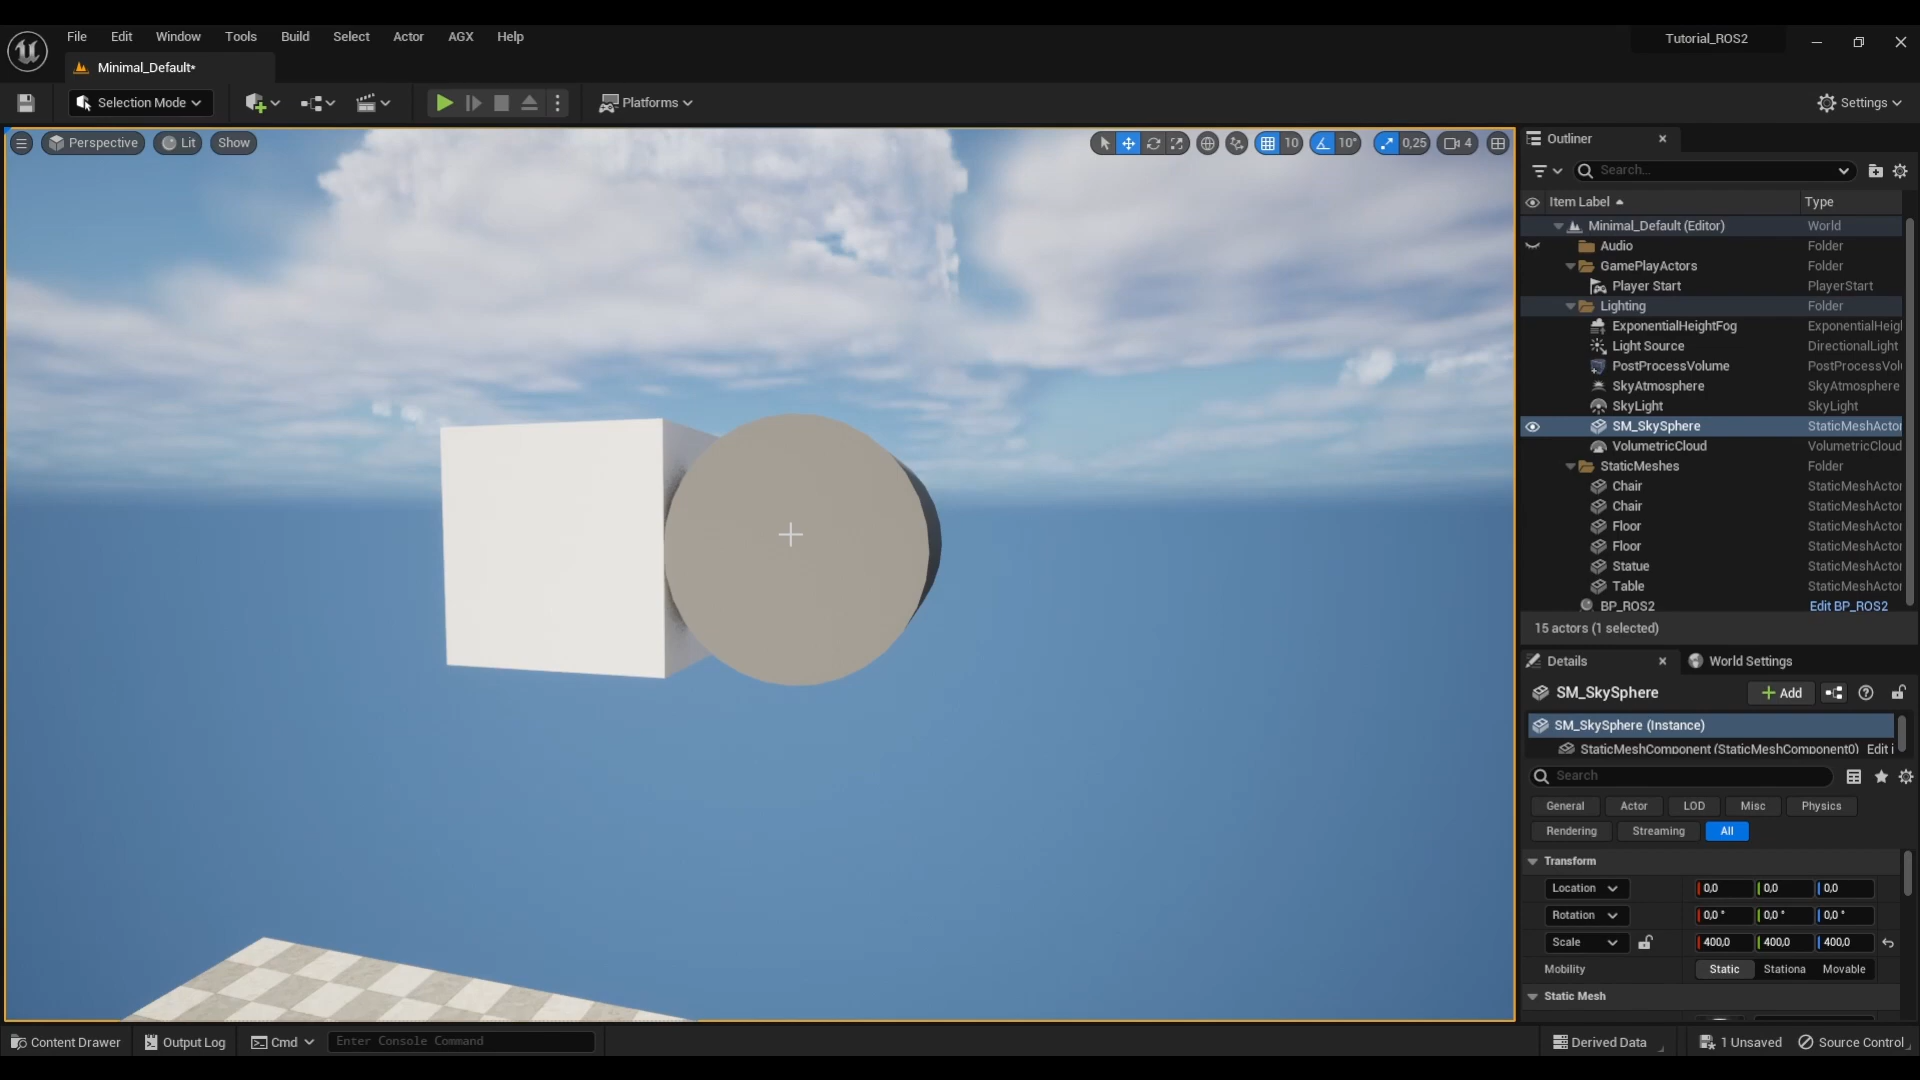 File Edit Window Tools Build Select Actor AGX Help
Tutorial_ROS2
Minimal_Default*
Selection Mode
Platforms
Settings
Perspective Lit Show
10 10° 0,25 4
Outliner
Search...
Item Label Type
Minimal_Default (Editor) World
Audio Folder
GamePlayActors Folder
Player Start PlayerStart
Lighting Folder
ExponentialHeightFog ExponentialHeigl
Light Source DirectionalLight
PostProcessVolume PostProcessVolu
SkyAtmosphere SkyAtmosphere
SkyLight SkyLight
SM_SkySphere StaticMeshActor
VolumetricCloud VolumetricCloud
StaticMeshes Folder
Chair StaticMeshActor
Chair StaticMeshActor
Floor StaticMeshActor
Floor StaticMeshActor
Statue StaticMeshActor
Table StaticMeshActor
BP_ROS2 Edit BP_ROS2
15 actors (1 selected)
Details World Settings
SM_SkySphere Add
SM_SkySphere (Instance)
StaticMeshComponent (StaticMeshComponent0) Edit i
Search
General Actor LOD Misc Physics
Rendering Streaming All
Transform
Location 0,0 0,0 0,0
Rotation 0,0 ° 0,0 ° 0,0 °
Scale 400,0 400,0 400,0
Mobility Static Stationa Movable
Static Mesh
Content Drawer Output Log Cmd Enter Console Command Derived Data 1 Unsaved Source Control